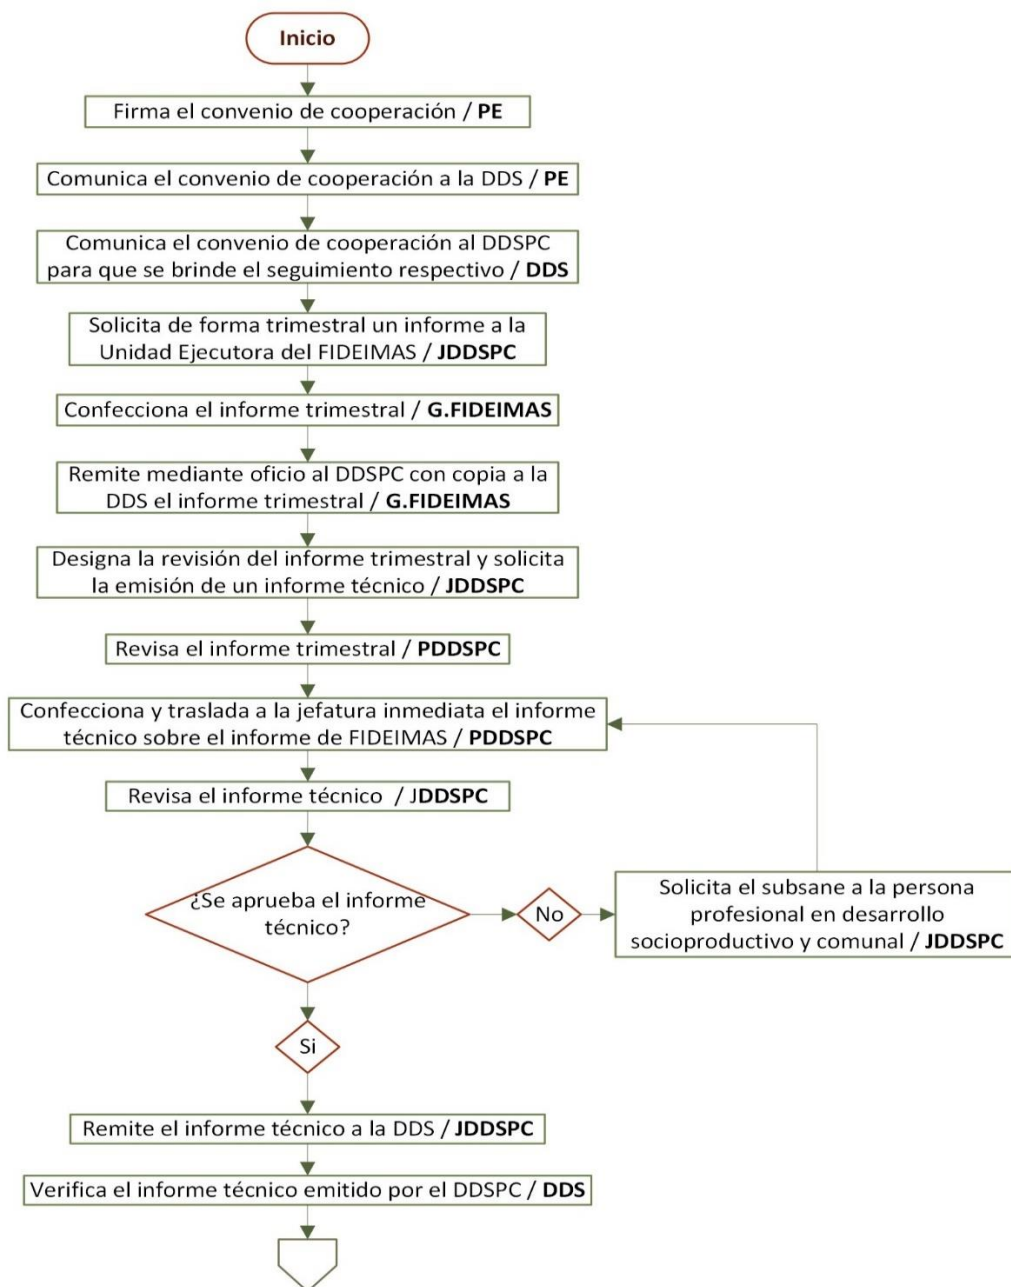 Inicio
Firma el convenio de cooperación / PE
Comunica el convenio de cooperación a la DDS / PE
Comunica el convenio de cooperación al DDSPC
para que se brinde el seguimiento respectivo / DDS
Solicita de forma trimestral un informe a la
Unidad Ejecutora del FIDEIMAS / JDDSPC
Confecciona el informe trimestral / G.FIDEIMAS
Remite mediante oficio al DDSPC con copia a la
DDS el informe trimestral / G.FIDEIMAS
Designa la revisión del informe trimestral y solicita
la emisión de un informe técnico / JDDSPC
Revisa el informe trimestral / PDDSPC
Confecciona y traslada a la jefatura inmediata el informe
técnico sobre el informe de FIDEIMAS / PDDSPC
Revisa el informe técnico / JDDSPC
¿Se aprueba el informe
técnico?
No
Solicita el subsane a la persona
profesional en desarrollo
socioproductivo y comunal / JDDSPC
Si
Remite el informe técnico a la DDS / JDDSPC
Verifica el informe técnico emitido por el DDSPC / DDS